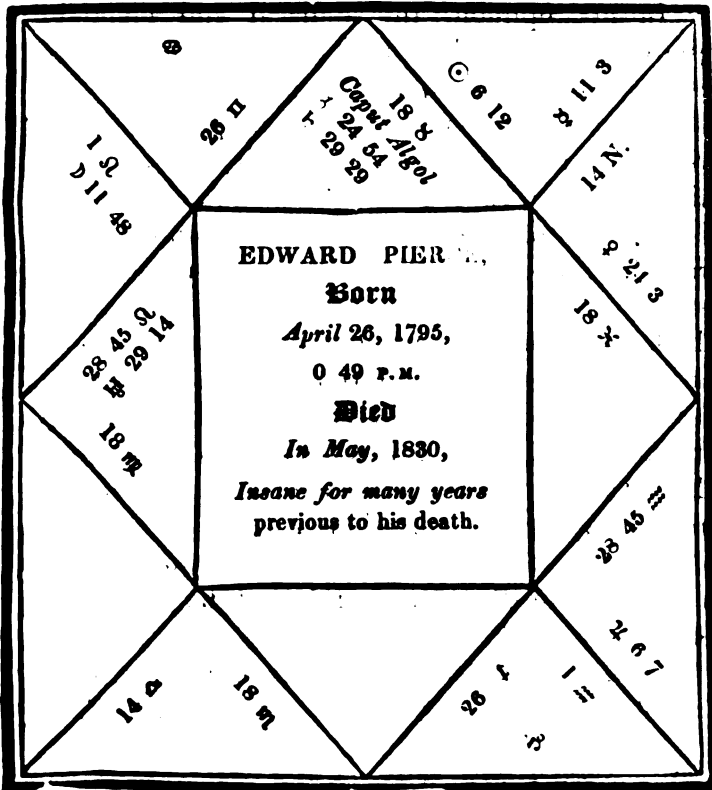 ♋
26 ♊
18 ♉
Caput Algol
24 54
29 29
☉ 6 12
☿ 11 3
14 N.
♀ 21 3
18 ♓
1 ♌
☽ 11 48
28 45 ♌
♅ 29 14
18 ♍
EDWARD PIER
Born
April 26, 1795,
0 49 P.M.
Died
In May, 1830,
Insane for many years
previous to his death.
28 45 ♒
♃ 6 7
1 ♒
♑
26 ♐
18 ♏
14 ♎